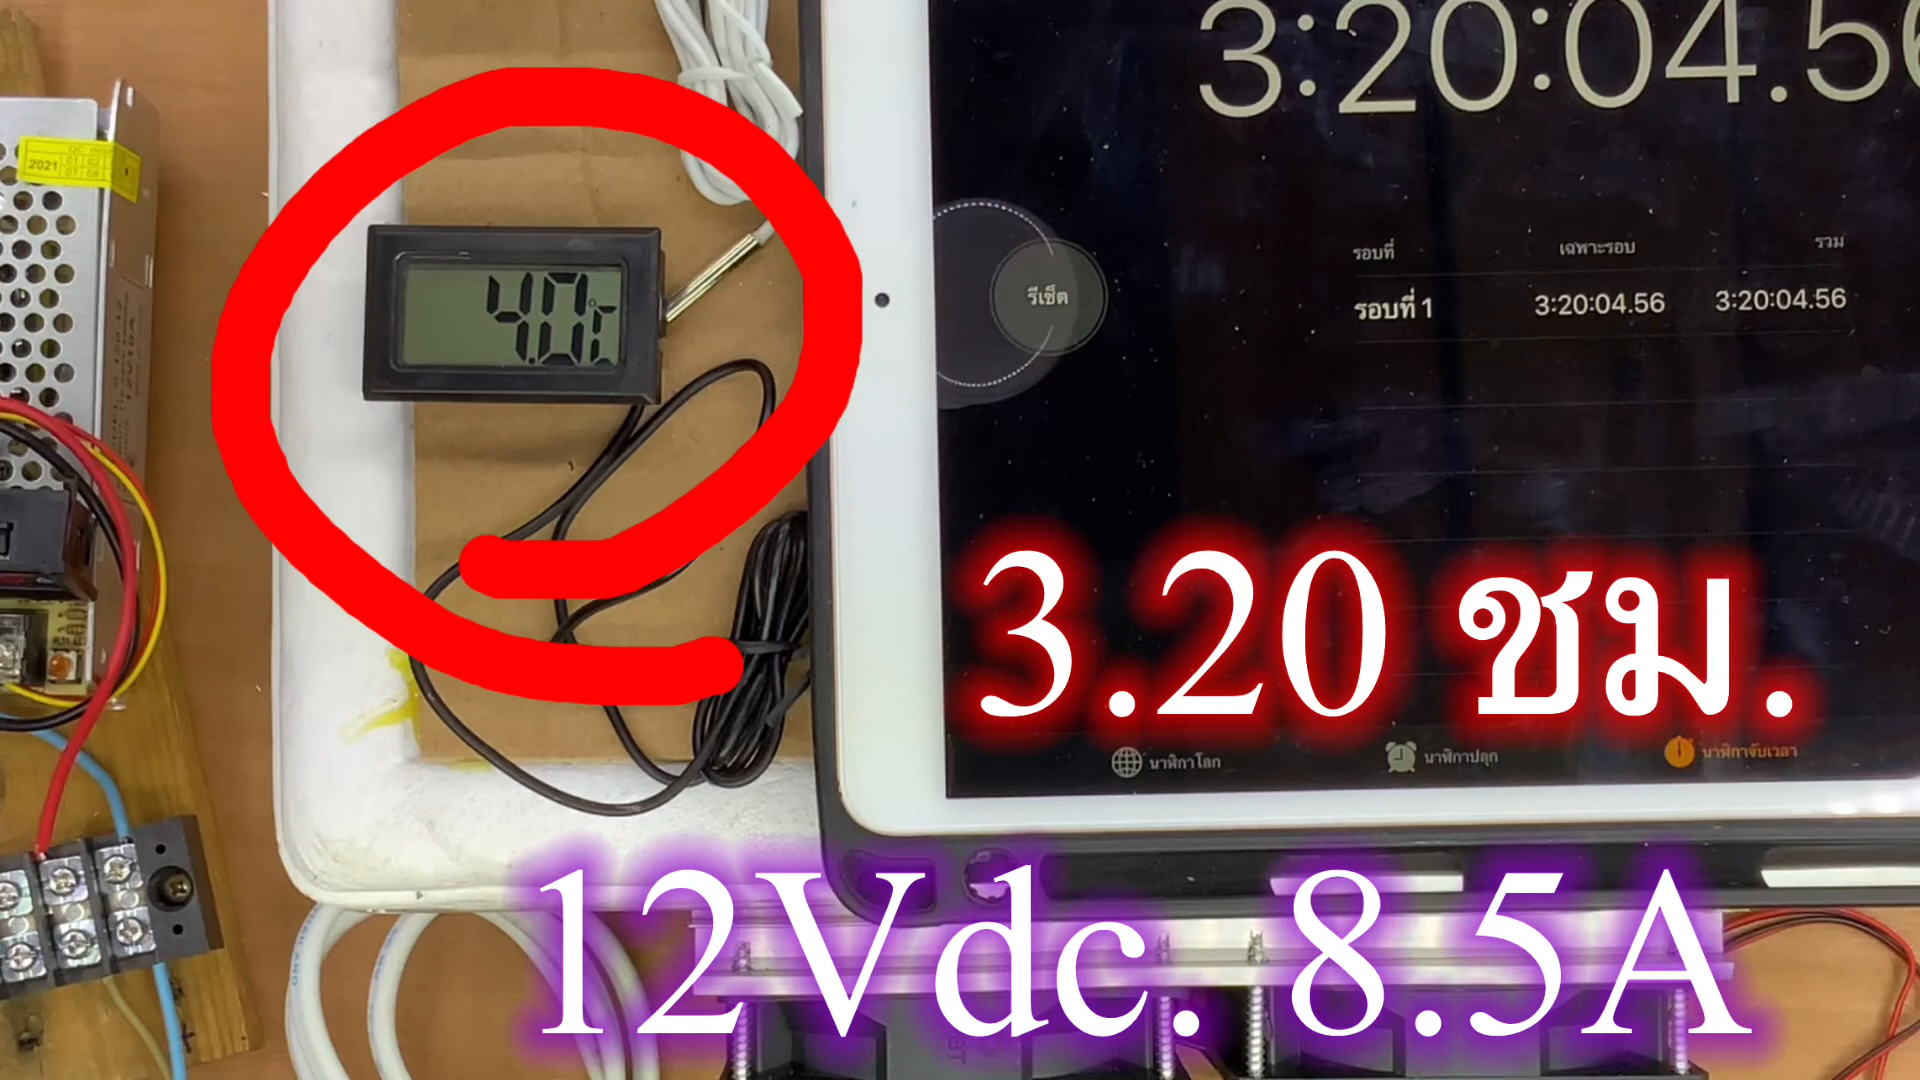 3:20:04.56
2021
4.0°C
รอบที่ เฉพาะรอบ รวม
รีเซ็ต
รอบที่ 1 3:20:04.56 3:20:04.56
12V10A
3.20 ชม.
นาฬิกาโลก นาฬิกาปลุก นาฬิกาจับเวลา
12Vdc. 8.5A